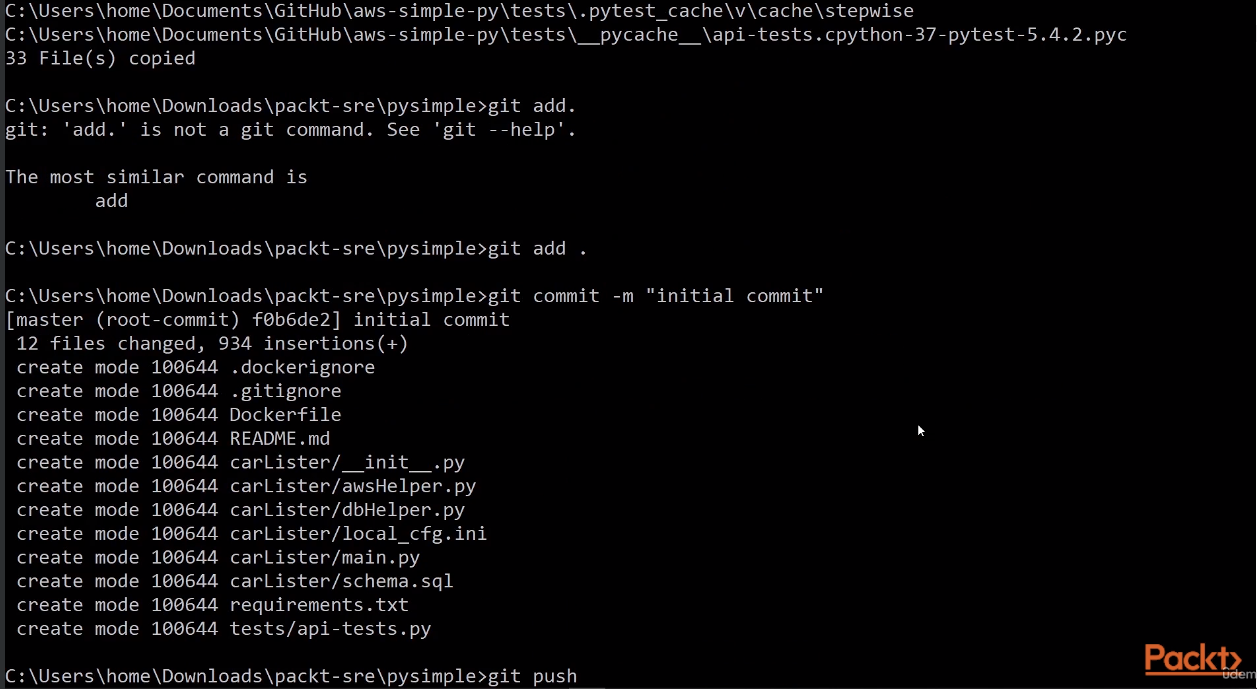 C:\Users\home\Documents\GitHub\aws-simple-py\tests\.pytest_cache\v\cache\stepwise
C:\Users\home\Documents\GitHub\aws-simple-py\tests\__pycache__\api-tests.cpython-37-pytest-5.4.2.pyc
33 File(s) copied
C:\Users\home\Downloads\packt-sre\pysimple>git add.
git: 'add.' is not a git command. See 'git --help'.
The most similar command is
add
C:\Users\home\Downloads\packt-sre\pysimple>git add .
C:\Users\home\Downloads\packt-sre\pysimple>git commit -m "initial commit"
[master (root-commit) f0b6de2] initial commit
12 files changed, 934 insertions(+)
create mode 100644 .dockerignore
create mode 100644 .gitignore
create mode 100644 Dockerfile
create mode 100644 README.md
create mode 100644 carLister/__init__.py
create mode 100644 carLister/awsHelper.py
create mode 100644 carLister/dbHelper.py
create mode 100644 carLister/local_cfg.ini
create mode 100644 carLister/main.py
create mode 100644 carLister/schema.sql
create mode 100644 requirements.txt
create mode 100644 tests/api-tests.py
C:\Users\home\Downloads\packt-sre\pysimple>git push
Packt>